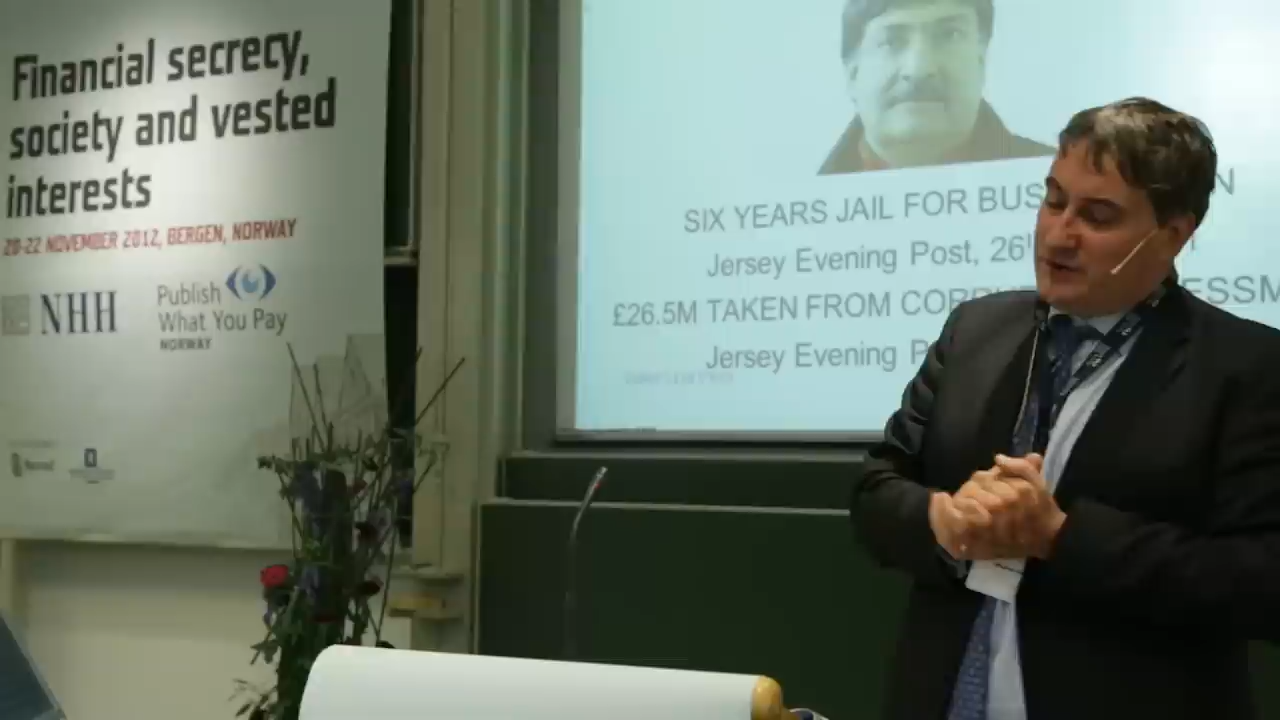 Financial secrecy,
society and vested
interests
20-22 NOVEMBER 2012, BERGEN, NORWAY
NHH
Publish
What You Pay
NORWAY
SIX YEARS JAIL FOR BUS
Jersey Evening Post, 26
£26.5M TAKEN FROM
Jersey Evening